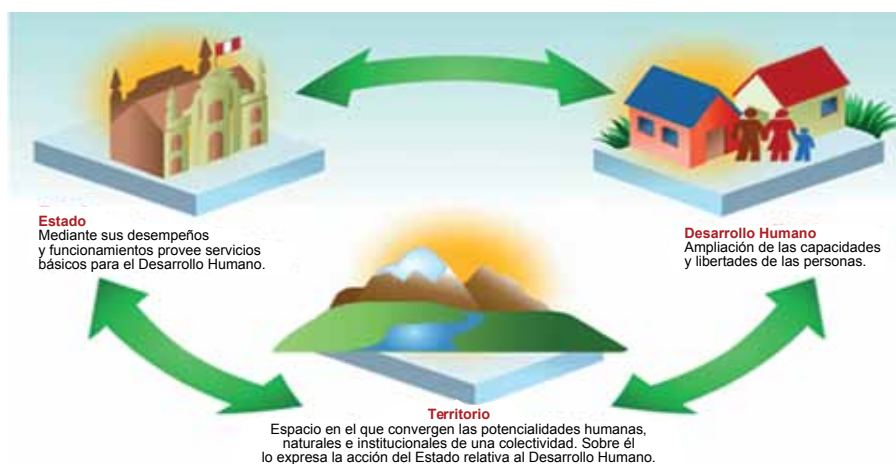 Estado
Mediante sus desempeños
y funcionamientos provee servicios
básicos para el Desarrollo Humano.
Desarrollo Humano
Ampliación de las capacidades
y libertades de las personas.
Territorio
Espacio en el que convergen las potencialidades humanas,
naturales e institucionales de una colectividad. Sobre él
lo expresa la acción del Estado relativa al Desarrollo Humano.